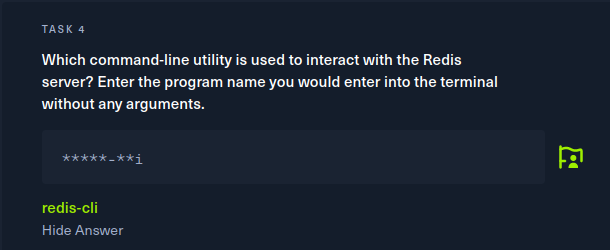 TASK 4
Which command-line utility is used to interact with the Redis
server? Enter the program name you would enter into the terminal
without any arguments.
*****-**i
redis-cli
Hide Answer